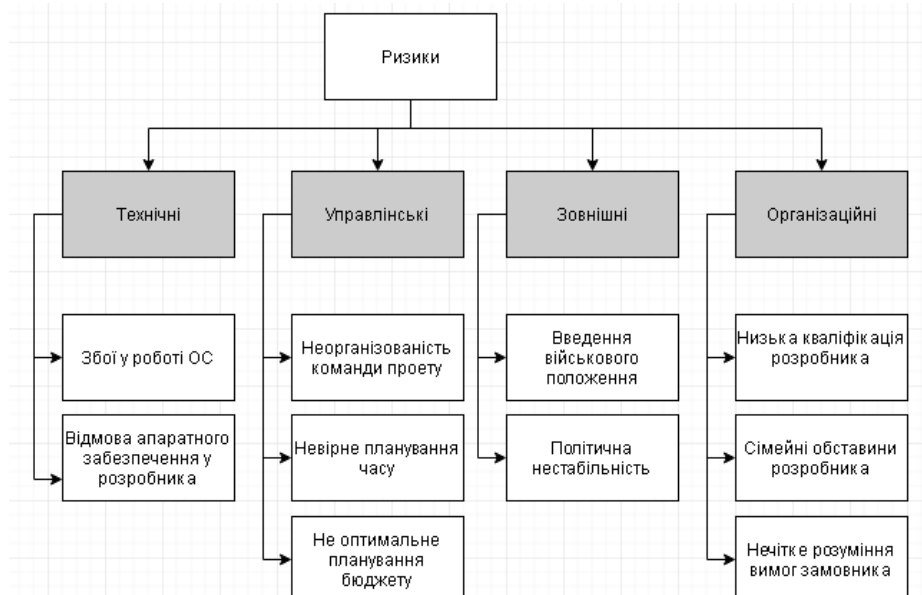 Ризики
Технічні
Управлінські
Зовнішні
Організаційні
Збої у роботі ОС
Відмова апаратного
забезпечення у
розробника
Неорганізованість
команди проету
Невірне планування
часу
Не оптимальне
планування
бюджету
Введення
військового
положення
Політична
нестабільність
Низька кваліфікація
розробника
Сімейні обставини
розробника
Нечітке розуміння
вимог замовника